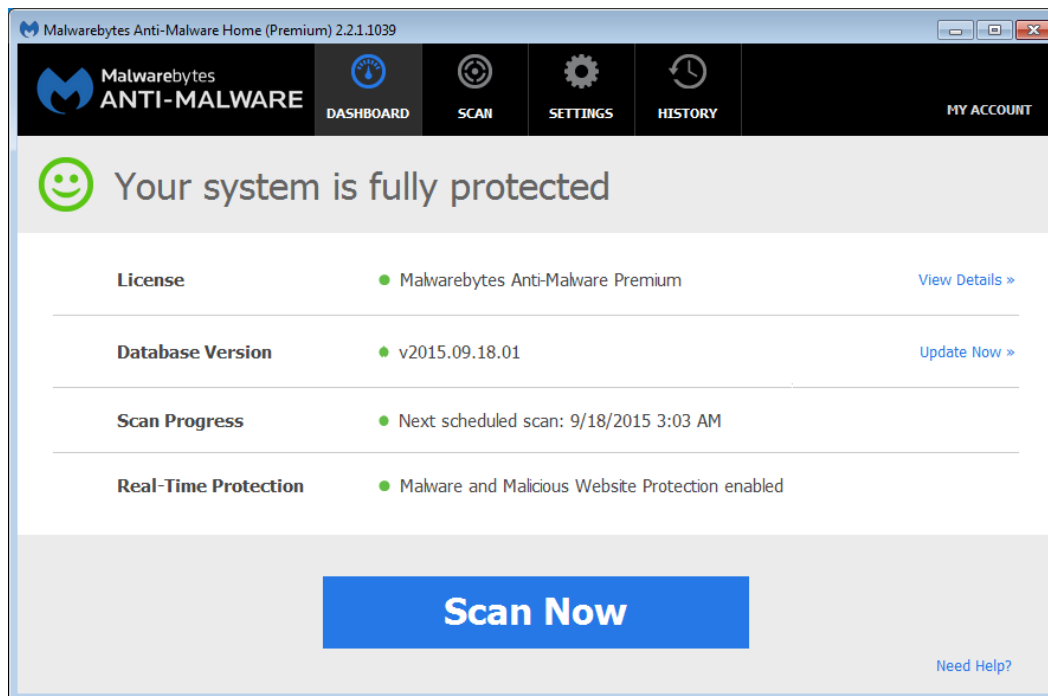 Malwarebytes Anti-Malware Home (Premium) 2.2.1.1039
Malwarebytes
ANTI-MALWARE
DASHBOARD
SCAN
SETTINGS
HISTORY
MY ACCOUNT
Your system is fully protected
License
Malwarebytes Anti-Malware Premium
View Details »
Database Version
v2015.09.18.01
Update Now »
Scan Progress
Next scheduled scan: 9/18/2015 3:03 AM
Real-Time Protection
Malware and Malicious Website Protection enabled
Scan Now
Need Help?